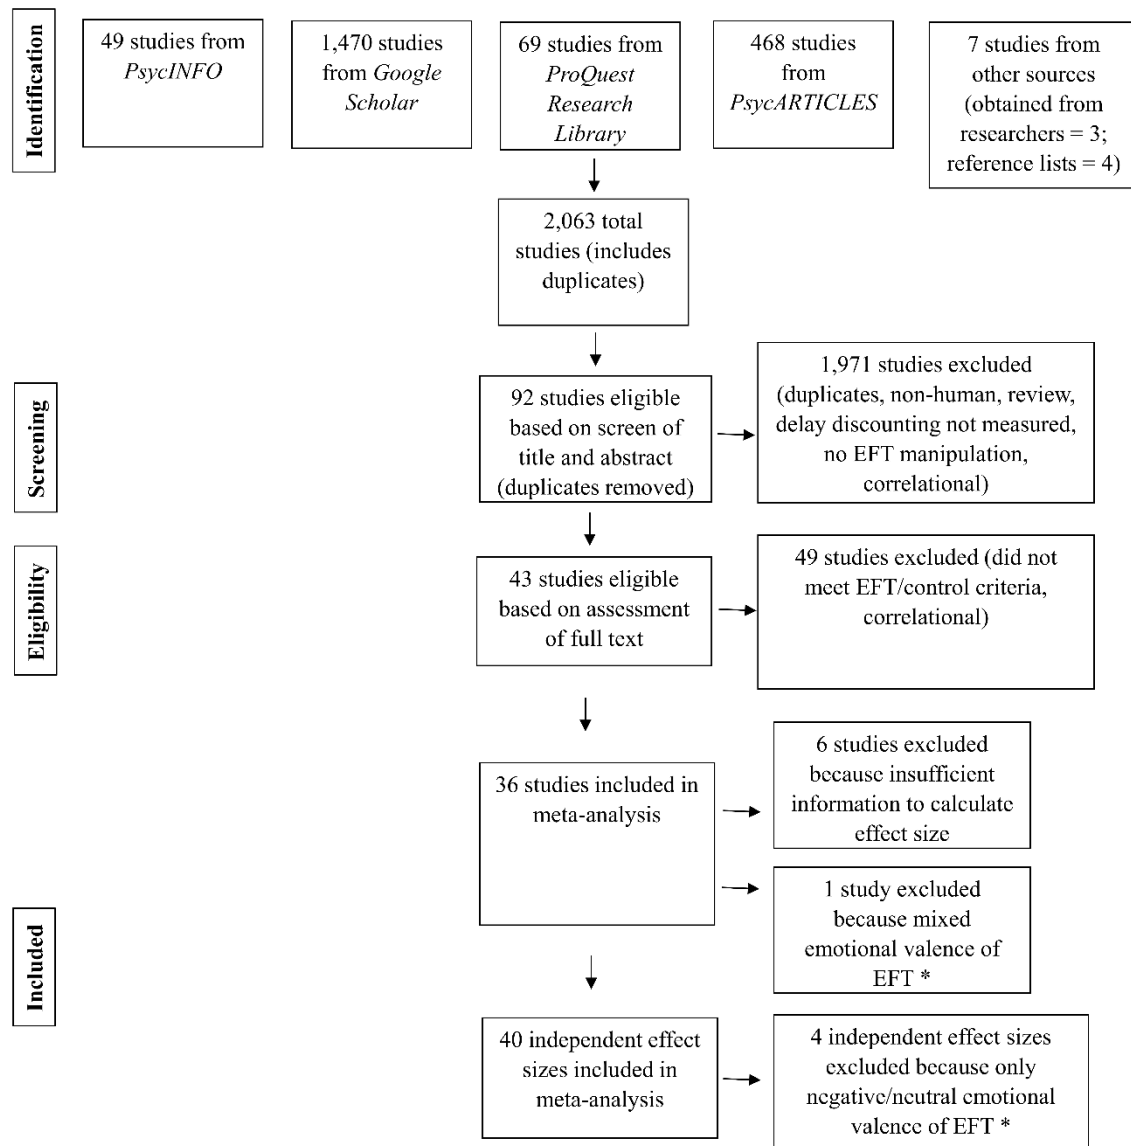 Identification
49 studies from
PsycINFO
1,470 studies
from Google
Scholar
69 studies from
ProQuest
Research
Library
468 studies
from
PsycARTICLES
7 studies from
other sources
(obtained from
researchers = 3;
reference lists = 4)
2,063 total
studies (includes
duplicates)
Screening
92 studies eligible
based on screen of
title and abstract
(duplicates removed)
1,971 studies excluded
(duplicates, non-human, review,
delay discounting not measured,
no EFT manipulation,
correlational)
Eligibility
43 studies eligible
based on assessment
of full text
49 studies excluded (did not
meet EFT/control criteria,
correlational)
Included
36 studies included in
meta-analysis
6 studies excluded
because insufficient
information to calculate
effect size
1 study excluded
because mixed
emotional valence of
EFT *
40 independent effect
sizes included in
meta-analysis
4 independent effect sizes
excluded because only
negative/neutral emotional
valence of EFT *